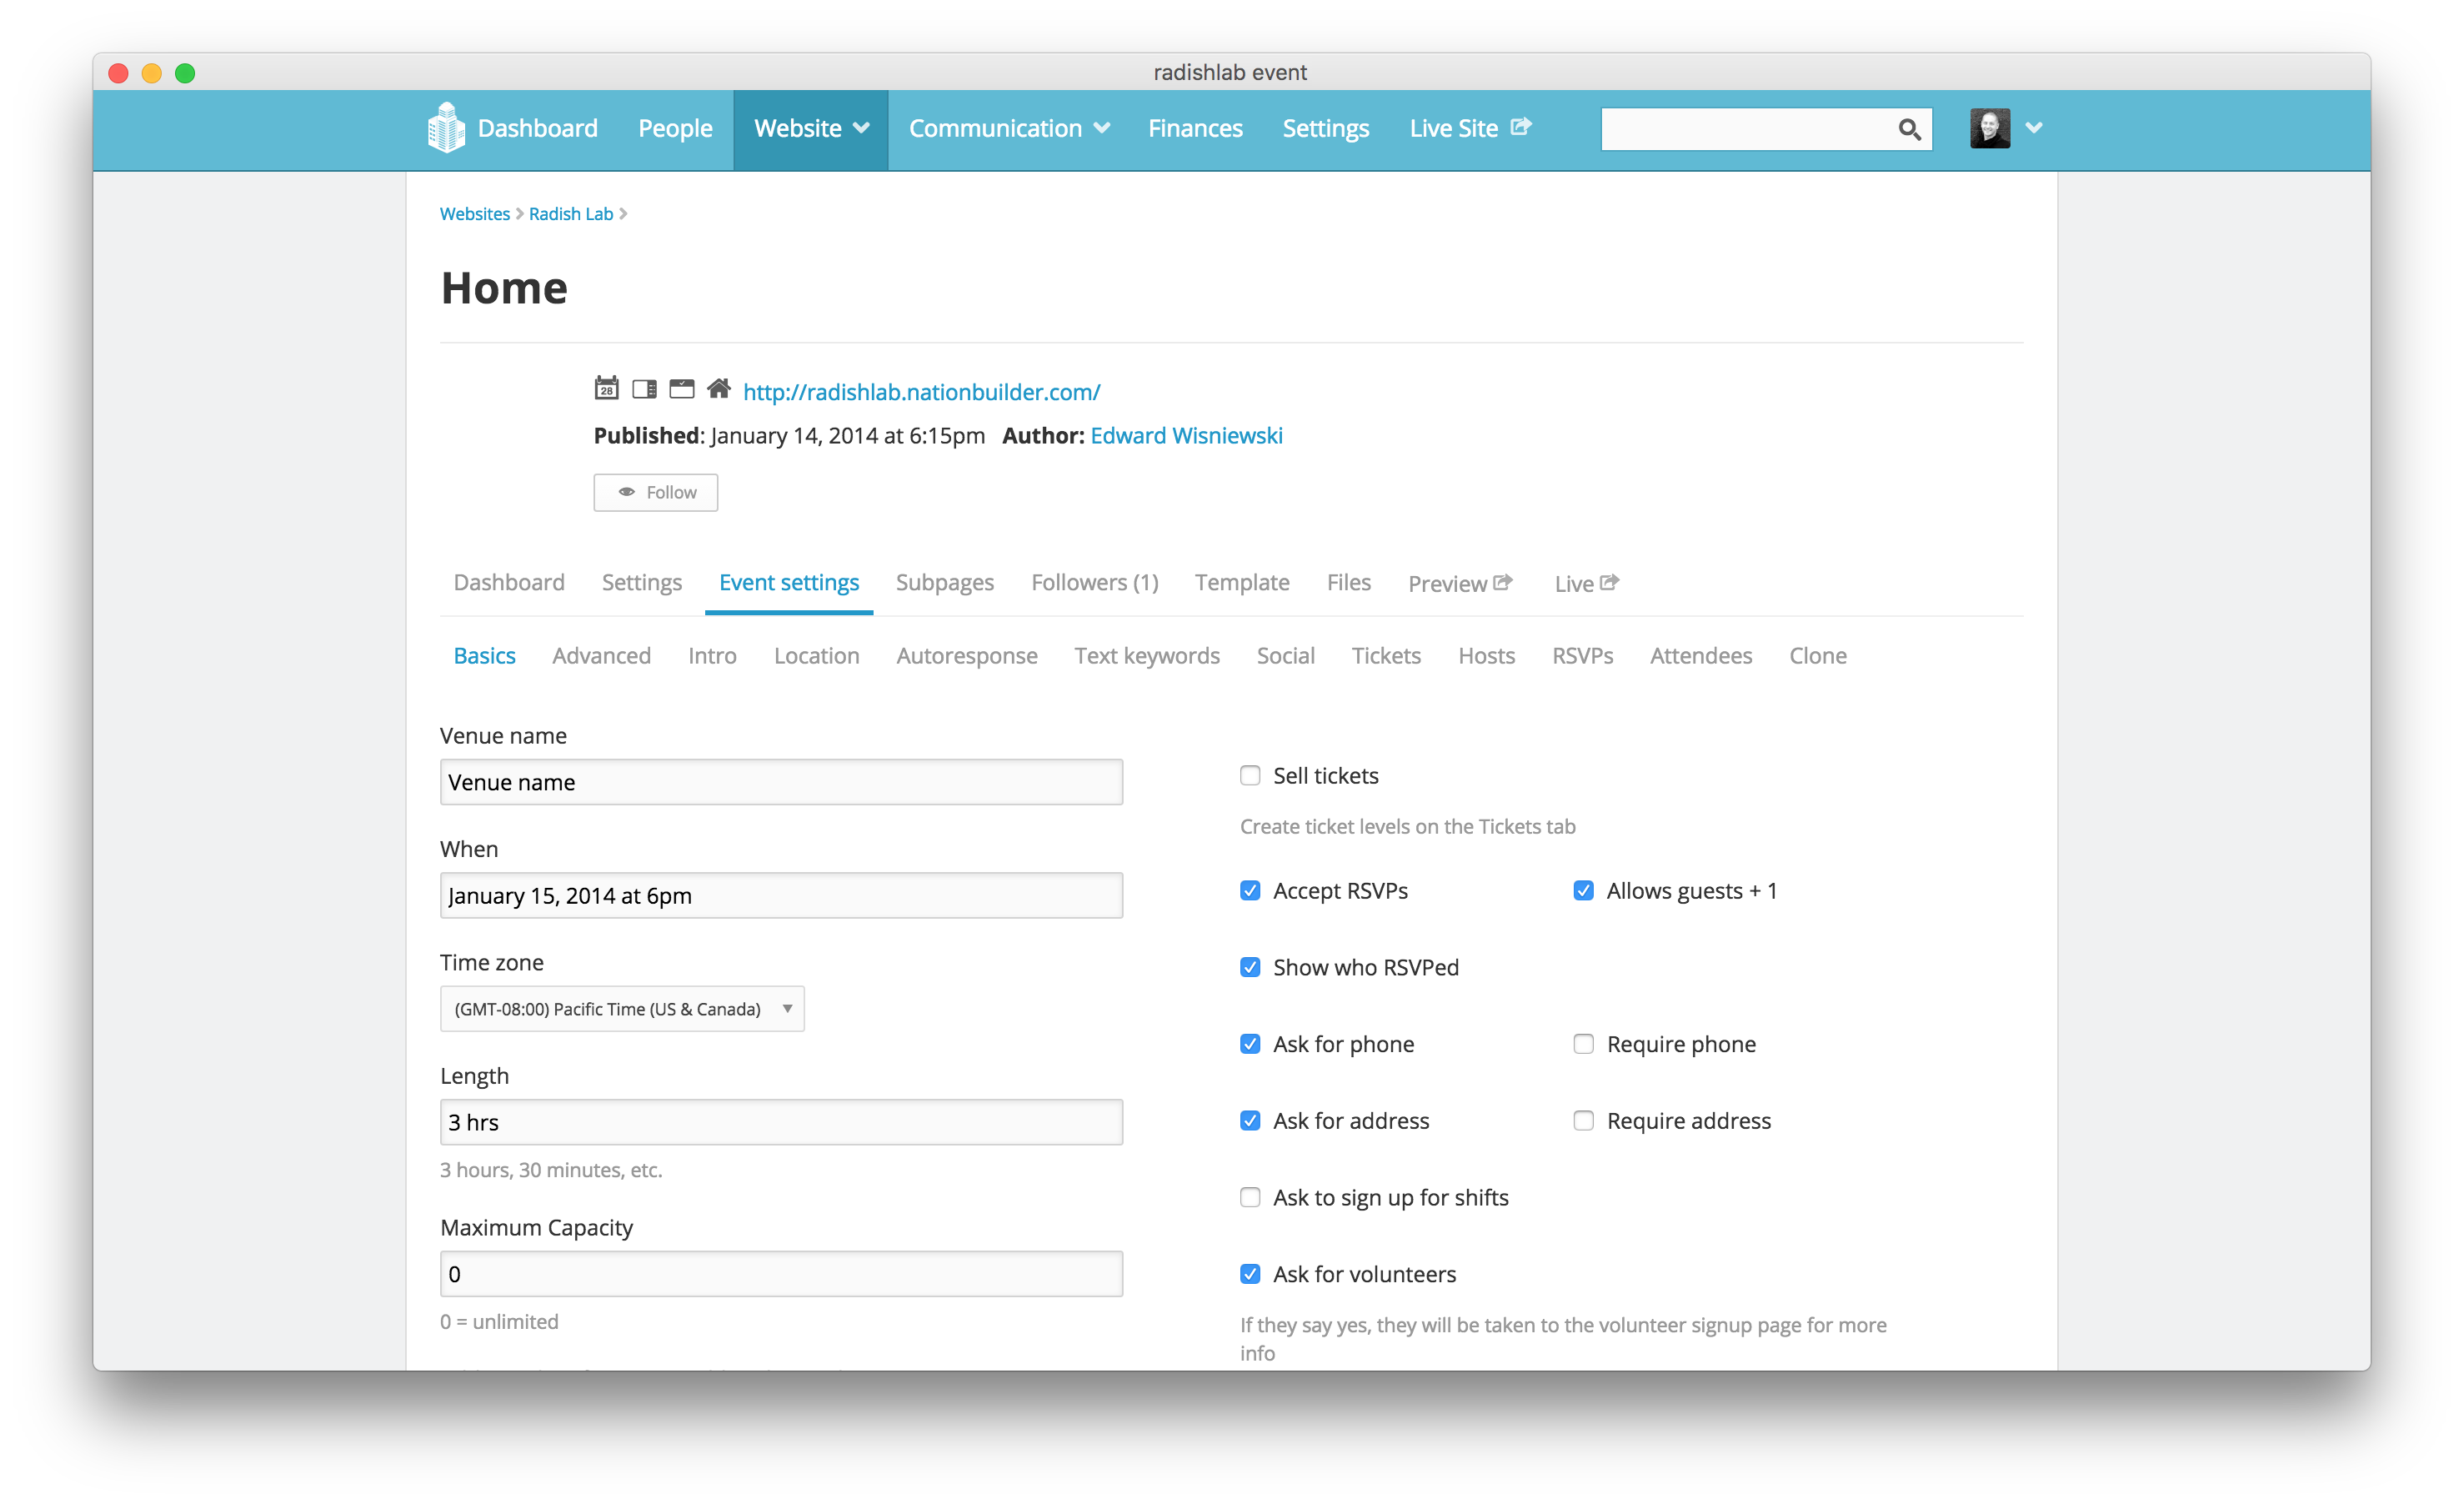 radishlab event
Dashboard People Website Communication Finances Settings Live Site
Websites Radish Lab
Home
28 http://radishlab.nationbuilder.com/
Published: January 14, 2014 at 6:15pm Author: Edward Wisniewski
Follow
Dashboard Settings Event settings Subpages Followers (1) Template Files Preview Live
Basics Advanced Intro Location Autoresponse Text keywords Social Tickets Hosts RSVPs Attendees Clone
Venue name
Venue name
When
January 15, 2014 at 6pm
Time zone
(GMT-08:00) Pacific Time (US & Canada)
Length
3 hrs
3 hours, 30 minutes, etc.
Maximum Capacity
0
0 = unlimited
Sell tickets
Create ticket levels on the Tickets tab
Accept RSVPs Allows guests + 1
Show who RSVPed
Ask for phone Require phone
Ask for address Require address
Ask to sign up for shifts
Ask for volunteers
If they say yes, they will be taken to the volunteer signup page for more
info